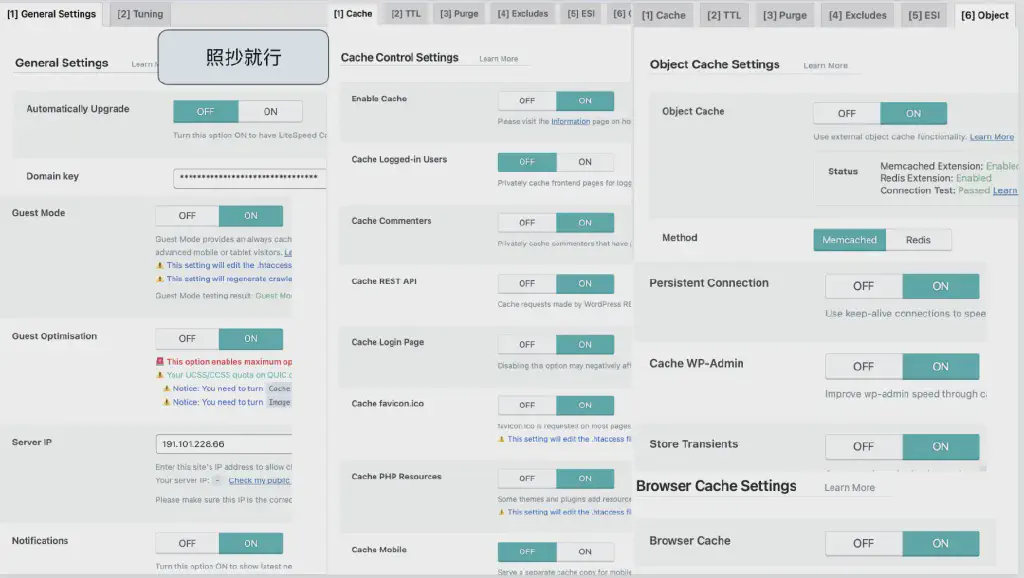 [1] General Settings
[2] Tuning
照抄就行
General Settings
Learn
Automatically Upgrade
OFF
ON
Turn this option ON to have LiteSpeed Ca
Domain key
********************************
Guest Mode
OFF
ON
Guest Mode provides an always cach
advanced mobile or tablet visitors. Le
This setting will edit the .htaccess
This setting will regenerate crawle
Guest Mode testing result: Guest Mo
Guest Optimisation
OFF
ON
This option enables maximum op
Your UCSS/CCSS quota on QUIC.c
Notice: You need to turn Cache
Notice: You need to turn Image
Server IP
191.101.228.66
Enter this site's IP address to allow cl
Your server IP: - Check my public
Please make sure this IP is the correc
Notifications
OFF
ON
Turn this option ON to show latest ne
[1] Cache
[2] TTL
[3] Purge
[4] Excludes
[5] ESI
[6]
Cache Control Settings
Learn More
Enable Cache
OFF
ON
Please visit the Information page on ho
Cache Logged-in Users
OFF
ON
Privately cache frontend pages for logg
Cache Commenters
OFF
ON
Privately cache commenters that have
Cache REST API
OFF
ON
Cache requests made by WordPress RE
Cache Login Page
OFF
ON
Disabling this option may negatively aff
Cache favicon.ico
OFF
ON
favicon.ico is requested on most pages
This setting will edit the .htaccess fi
Cache PHP Resources
OFF
ON
Some themes and plugins add resourc
This setting will edit the .htaccess fi
Cache Mobile
OFF
ON
Serve a separate cache copy for mobile
[1] Cache
[2] TTL
[3] Purge
[4] Excludes
[5] ESI
[6] Object
Object Cache Settings
Learn More
Object Cache
OFF
ON
Use external object cache functionality. Learn More
Status
Memcached Extension: Enabled
Redis Extension: Enabled
Connection Test: Passed Learn
Method
Memcached
Redis
Persistent Connection
OFF
ON
Use keep-alive connections to spee
Cache WP-Admin
OFF
ON
Improve wp-admin speed through ca
Store Transients
OFF
ON
Browser Cache Settings
Learn More
Browser Cache
OFF
ON